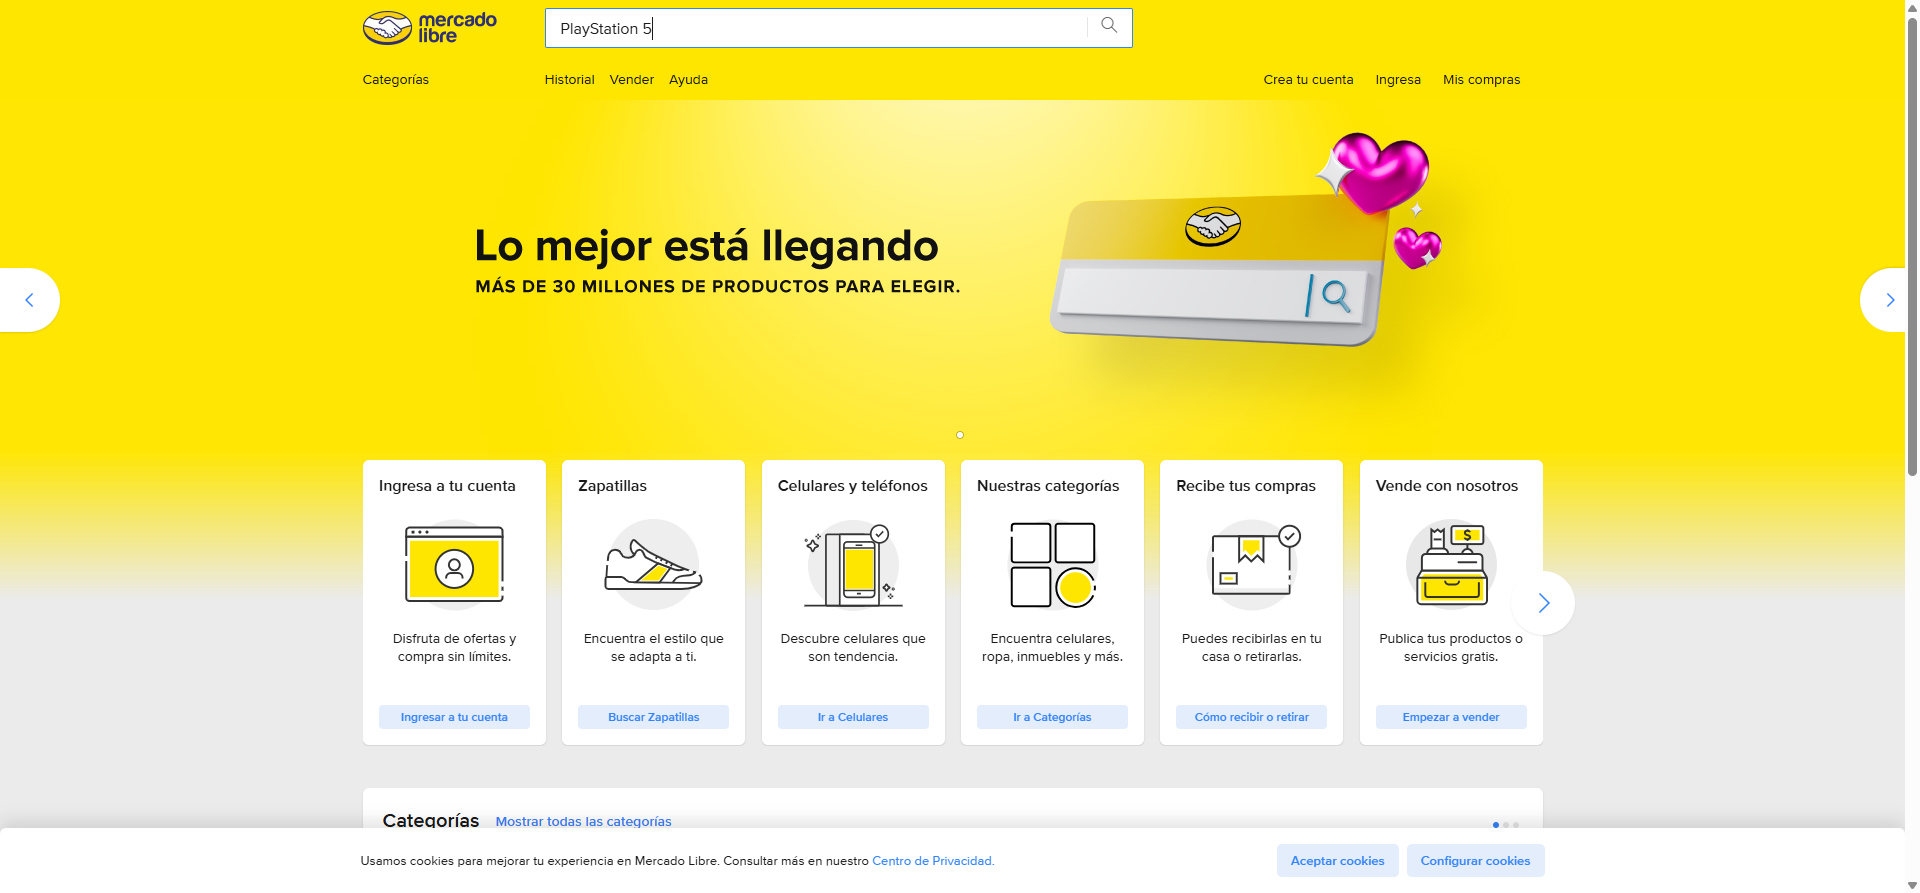 mercado
libre
PlayStation 5
Categorías
Historial
Vender
Ayuda
Crea tu cuenta
Ingresa
Mis compras
Lo mejor está llegando
MÁS DE 30 MILLONES DE PRODUCTOS PARA ELEGIR.
Ingresa a tu cuenta
Disfruta de ofertas y
compra sin límites.
Ingresar a tu cuenta
Zapatillas
Encuentra el estilo que
se adapta a ti.
Buscar Zapatillas
Celulares y teléfonos
Descubre celulares que
son tendencia.
Ir a Celulares
Nuestras categorías
Encuentra celulares,
ropa, inmuebles y más.
Ir a Categorías
Recibe tus compras
Puedes recibirlas en tu
casa o retirarlas.
Cómo recibir o retirar
Vende con nosotros
$
Publica tus productos o
servicios gratis.
Empezar a vender
Categorías
Mostrar todas las categorías
Usamos cookies para mejorar tu experiencia en Mercado Libre. Consultar más en nuestro Centro de Privacidad.
Aceptar cookies
Configurar cookies